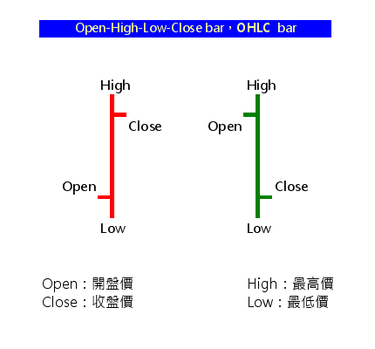 Open-High-Low-Close bar，OHLC bar
High High
Close Open
Open Close
Low Low
Open：開盤價 High：最高價
Close：收盤價 Low：最低價